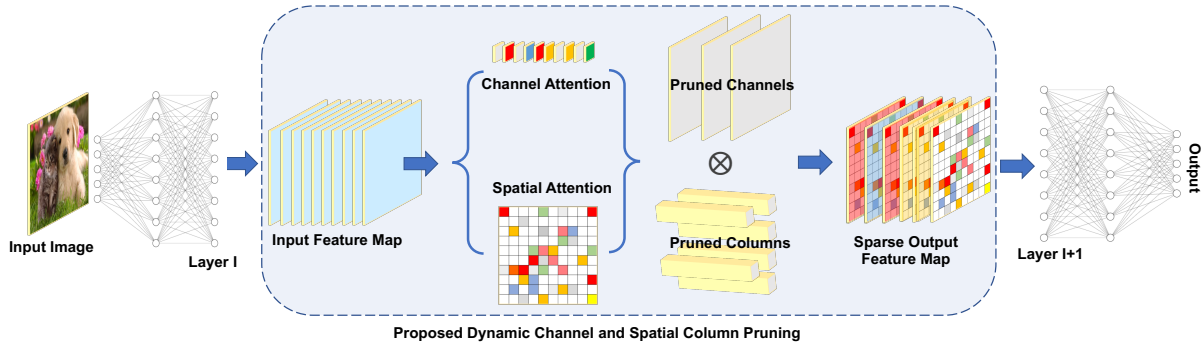 Input Image
Layer l
Input Feature Map
Channel Attention
Spatial Attention
Pruned Channels
Pruned Columns
Sparse Output
Feature Map
Layer l+1
Output
Proposed Dynamic Channel and Spatial Column Pruning